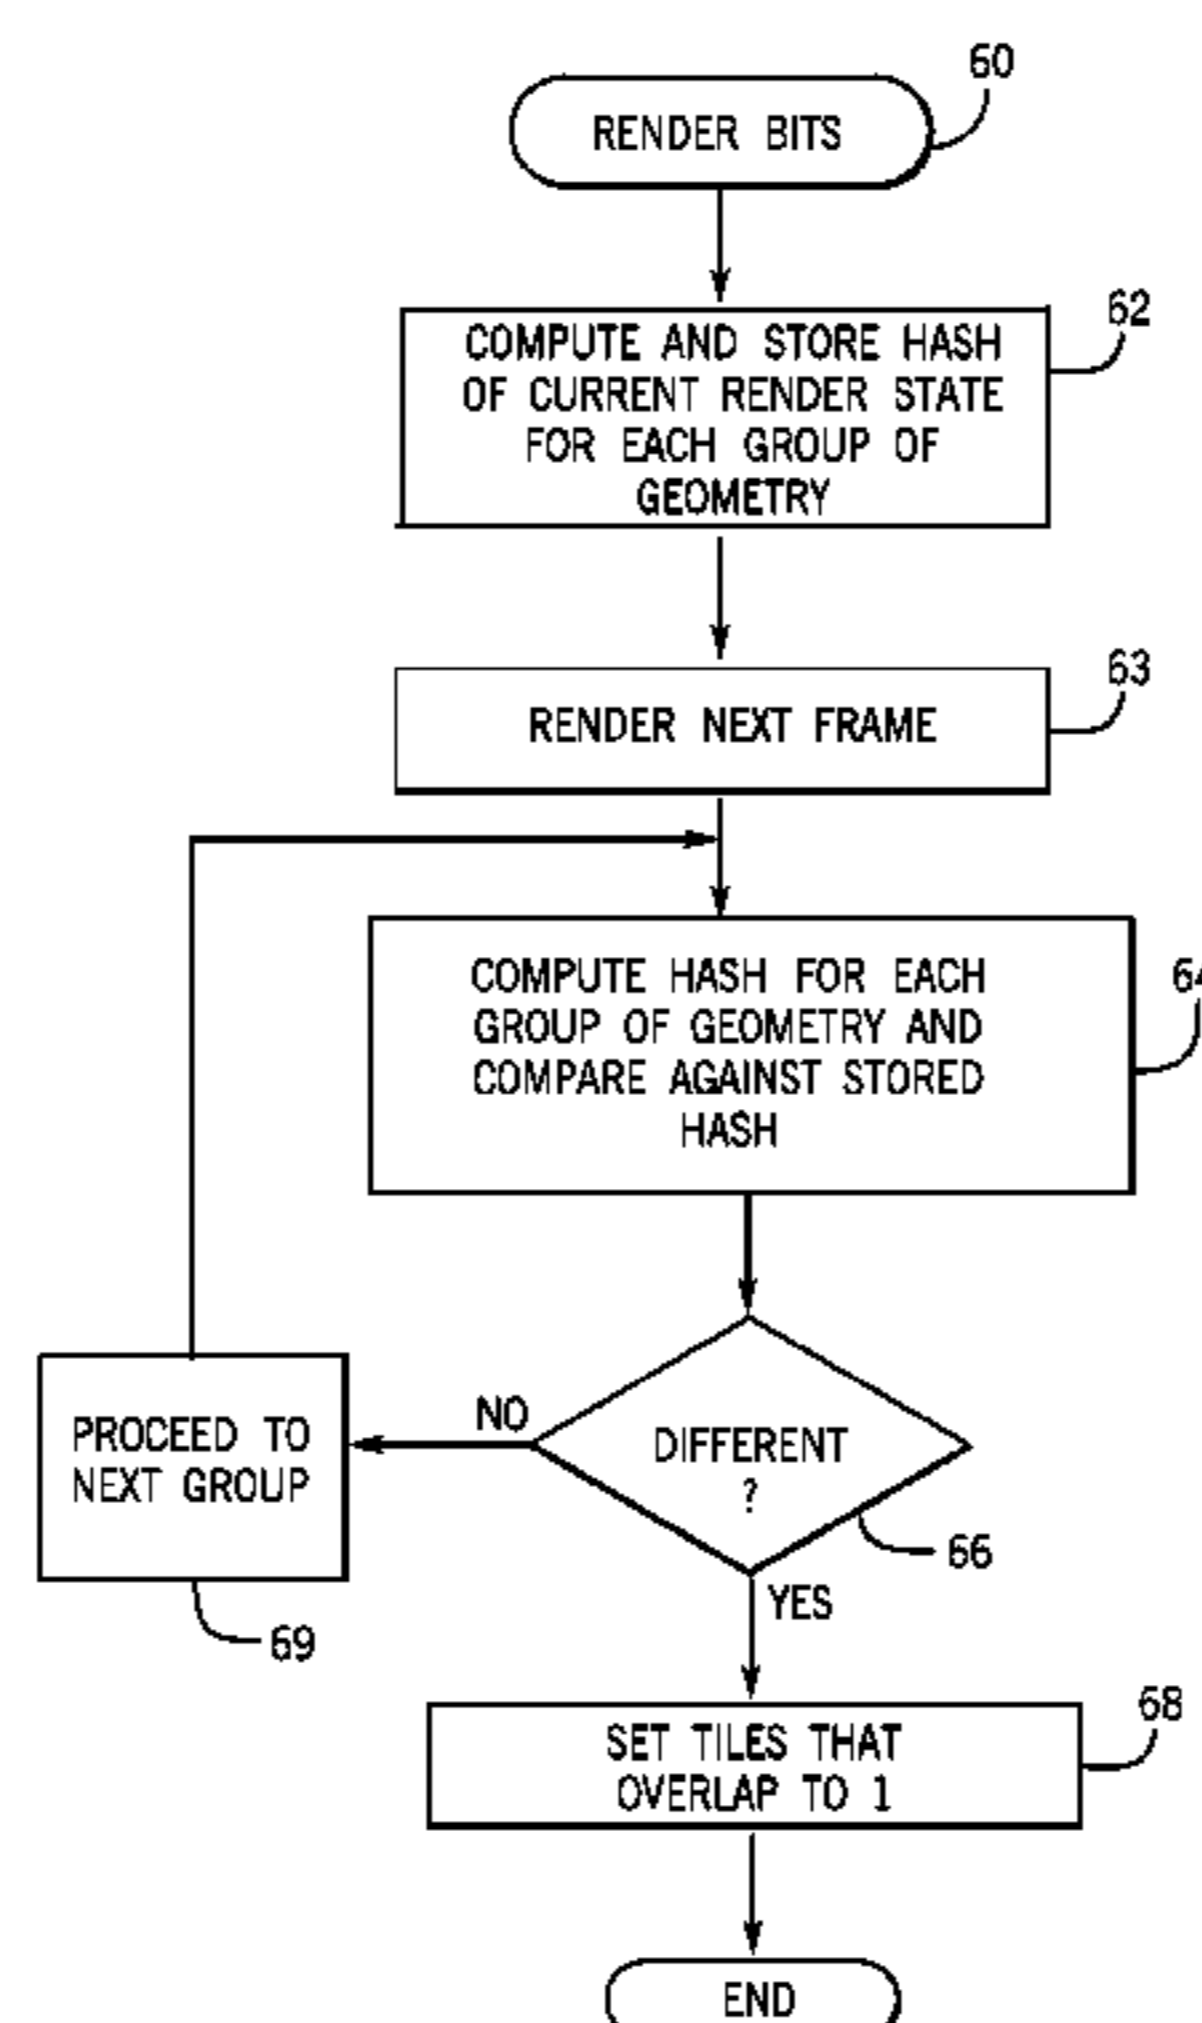 60
RENDER BITS
62
COMPUTE AND STORE HASH
OF CURRENT RENDER STATE
FOR EACH GROUP OF
GEOMETRY
63
RENDER NEXT FRAME
64
COMPUTE HASH FOR EACH
GROUP OF GEOMETRY AND
COMPARE AGAINST STORED
HASH
NO
DIFFERENT
?
PROCEED TO
NEXT GROUP
66
YES
69
68
SET TILES THAT
OVERLAP TO 1
END